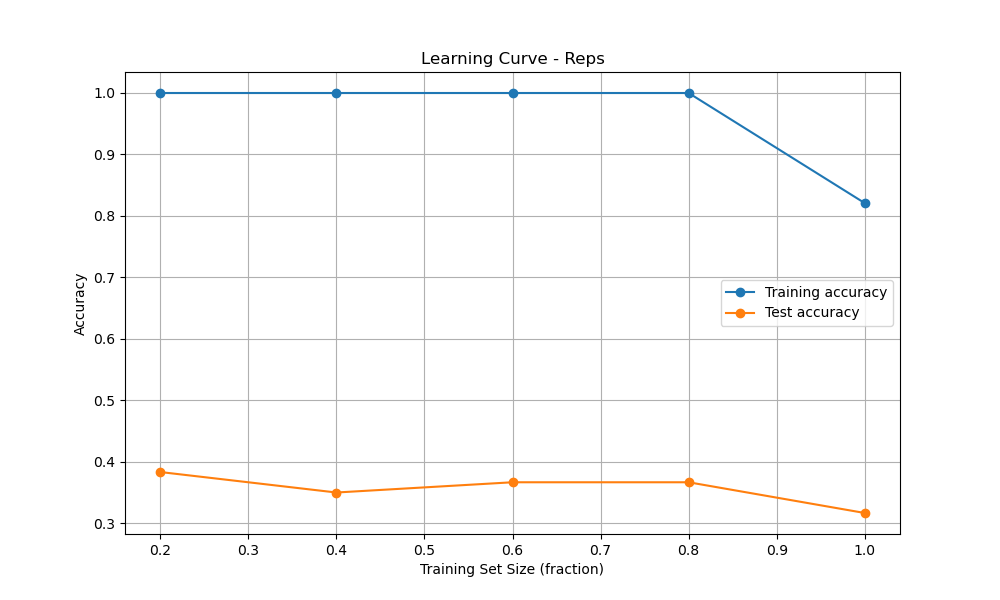 Learning Curve - Reps
1.0
0.9
0.8
0.7
0.6
0.5
0.4
0.3
Accuracy
Training accuracy
Test accuracy
0.2 0.3 0.4 0.5 0.6 0.7 0.8 0.9 1.0
Training Set Size (fraction)